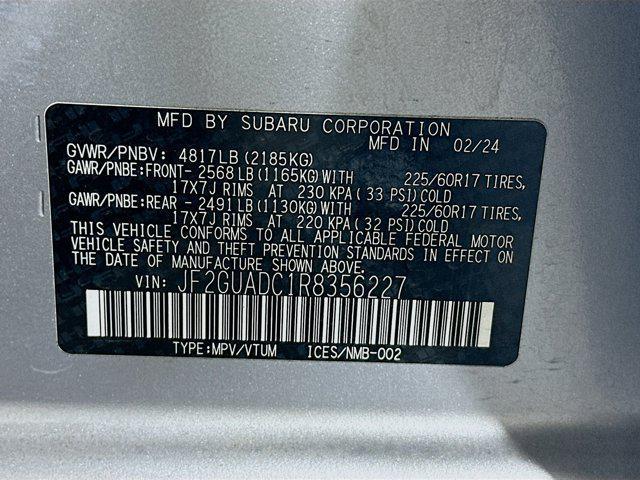 MFD BY SUBARU CORPORATION
MFD IN 02/24
GVWR/PNBV: 4817LB (2185KG)
GAWR/PNBE:FRONT- 2568 LB (1165KG) WITH 225/60R17 TIRES,
17X7J RIMS AT 230 KPA (33 PSI) COLD
GAWR/PNBE:REAR - 2491 LB (1130KG) WITH 225/60R17 TIRES,
17X7J RIMS AT 220 KPA (32 PSI) COLD
THIS VEHICLE CONFORMS TO ALL APPLICABLE FEDERAL MOTOR
VEHICLE SAFETY AND THEFT PREVENTION STANDARDS IN EFFECT ON
THE DATE OF MANUFACTURE SHOWN ABOVE.
VIN: JF2GUADC1R8356227
TYPE:MPV/VTUM ICES/NMB-002